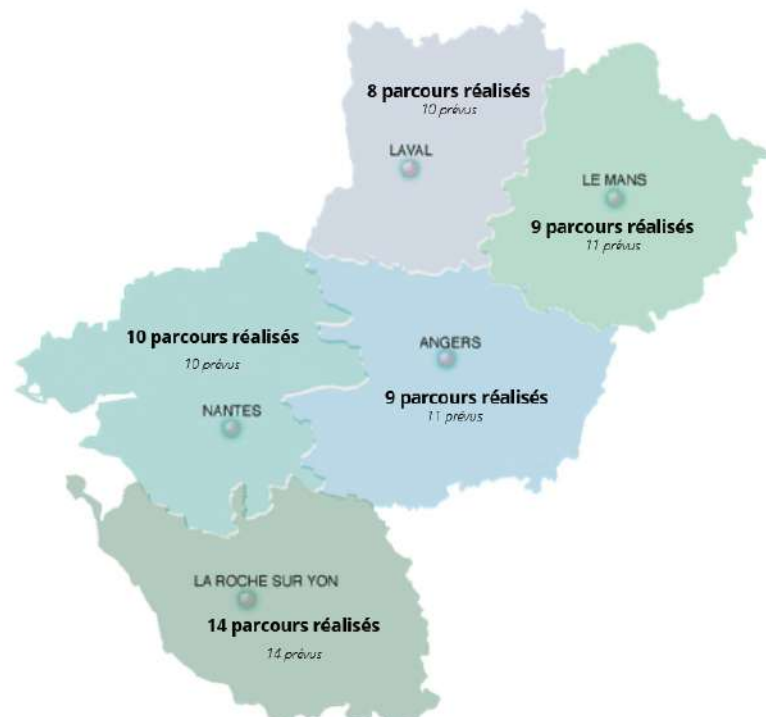 8 parcours réalisés
10 prévus
LAVAL
LE MANS
9 parcours réalisés
11 prévus
10 parcours réalisés
10 prévus
NANTES
ANGERS
9 parcours réalisés
11 prévus
LA ROCHE SUR YON
14 parcours réalisés
14 prévus